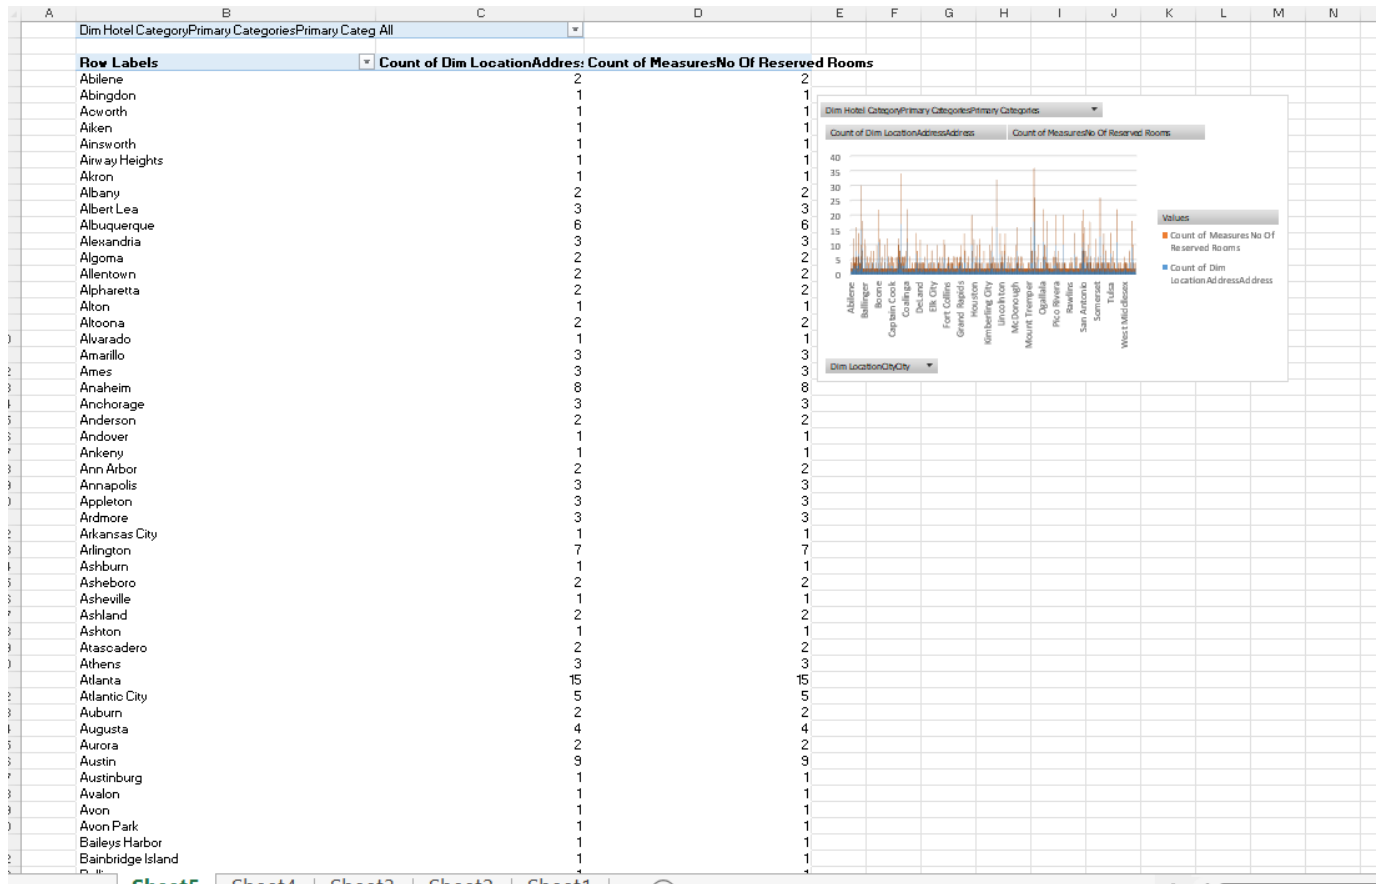 A B C D E F G H I J K L M N
Dim Hotel CategoryPrimary CategoriesPrimary Categ All
Row Labels Count of Dim LocationAddres: Count of MeasuresNo Of Reserved Rooms
Abilene 2 2
Abingdon 1 1
Acworth 1 1
Aiken 1 1
Ainsworth 1 1
Airway Heights 1 1
Akron 1 1
Albany 2 2
Albert Lea 3 3
Albuquerque 6 6
Alexandria 3 3
Algoma 2 2
Allentown 2 2
Alpharetta 2 2
Alton 1 1
Altoona 2 2
Alvarado 1 1
Amarillo 3 3
Ames 3 3
Anaheim 8 8
Anchorage 3 3
Anderson 2 2
Andover 1 1
Ankeny 1 1
Ann Arbor 2 2
Annapolis 3 3
Appleton 3 3
Ardmore 3 3
Arkansas City 1 1
Arlington 7 7
Ashburn 1 1
Asheboro 2 2
Asheville 1 1
Ashland 2 2
Ashton 1 1
Atascadero 2 2
Athens 3 3
Atlanta 15 15
Atlantic City 5 5
Auburn 2 2
Augusta 4 4
Aurora 2 2
Austin 9 9
Austinburg 1 1
Avalon 1 1
Avon 1 1
Avon Park 1 1
Baileys Harbor 1 1
Bainbridge Island 1 1
Dim Hotel CategoryPrimary CategoriesPrimary Categories
Count of Dim LocationAddressAddress Count of MeasuresNo Of Reserved Rooms
40
35
30
25
20
15
10
5
0
Abilene
Ballinger
Boone
Captain Cook
Coalinga
DeLand
Elk City
Fort Collins
Grand Rapids
Houston
Kimberling City
Lincolnton
McDonough
Mount Tremper
Ogallala
Pico Rivera
Rawlins
San Antonio
Somerset
Tulsa
West Middlesex
Values
Count of Measures No Of
Reserved Rooms
Count of Dim
LocationAddressAddress
Dim LocationCityCity
Sheet5 Sheet4 Sheet3 Sheet2 Sheet1